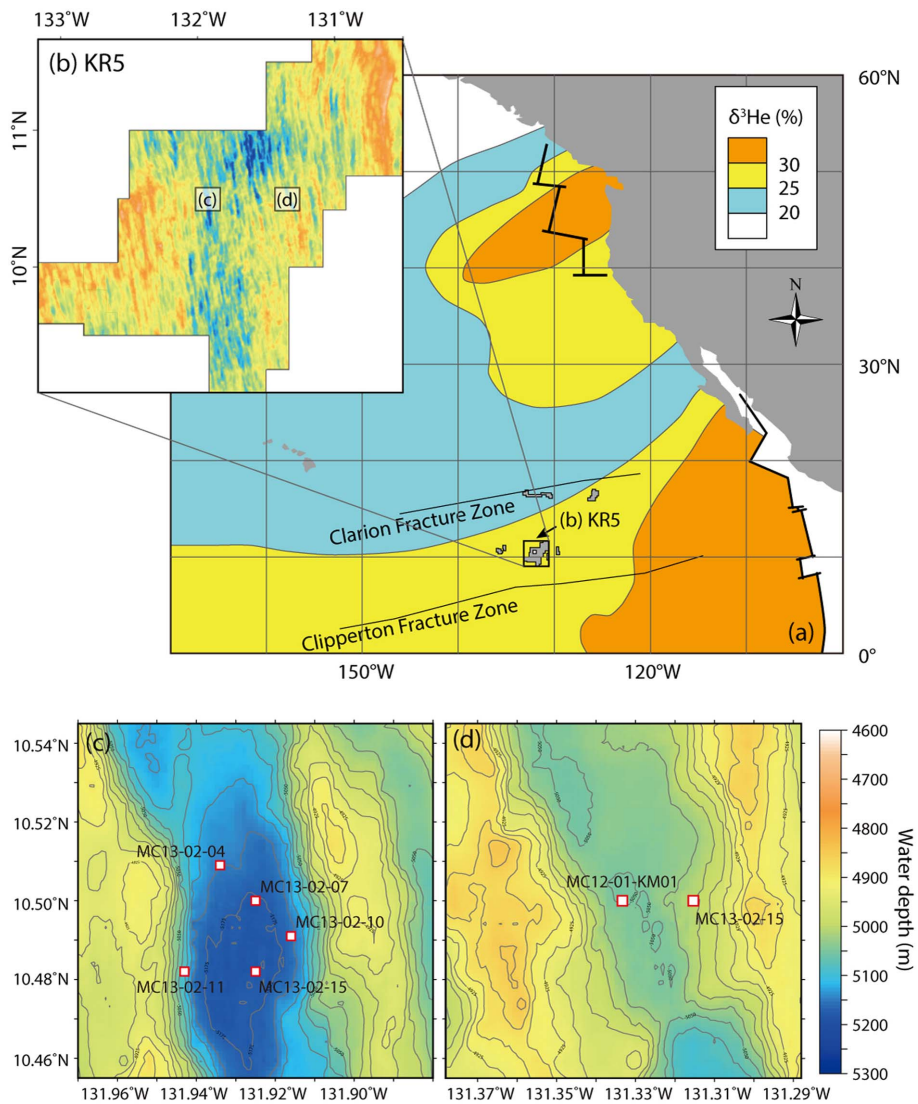 133°W 132°W 131°W
(b) KR5
11°N
10°N
(c)
(d)
60°N
δ³He (%)
30
25
20
N
30°N
Clarion Fracture Zone
(b) KR5
Clipperton Fracture Zone
(a)
0°
150°W 120°W
(c)
10.54°N
10.52°N
10.50°N
10.48°N
10.46°N
MC13-02-04
MC13-02-07
MC13-02-10
MC13-02-11
MC13-02-15
131.96°W 131.94°W 131.92°W 131.90°W
(d)
MC12-01-KM01
MC13-02-15
131.37°W 131.35°W 131.33°W 131.31°W 131.29°W
4600
4700
4800
4900
5000
5100
5200
5300
Water depth (m)